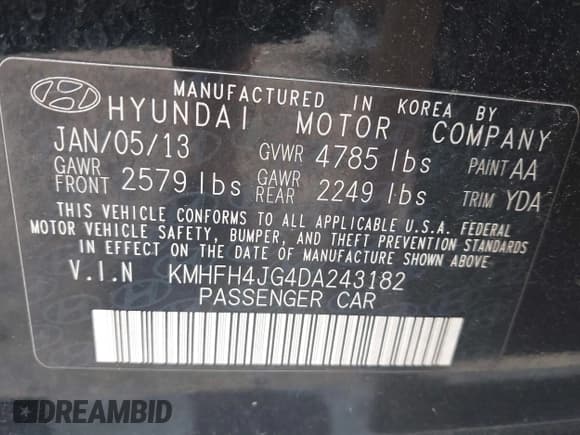 MANUFACTURED IN KOREA BY
HYUNDAI MOTOR COMPANY
JAN/05/13 GVWR 4785 lbs PAINT AA
GAWR FRONT 2579 lbs GAWR REAR 2249 lbs TRIM YDA
THIS VEHICLE CONFORMS TO ALL APPLICABLE U.S.A. FEDERAL
MOTOR VEHICLE SAFETY, BUMPER, AND THEFT PREVENTION STANDARDS
IN EFFECT ON THE DATE OF MANUFACTURE SHOWN ABOVE.
V.I.N KMHFH4JG4DA243182
PASSENGER CAR
DREAMBID